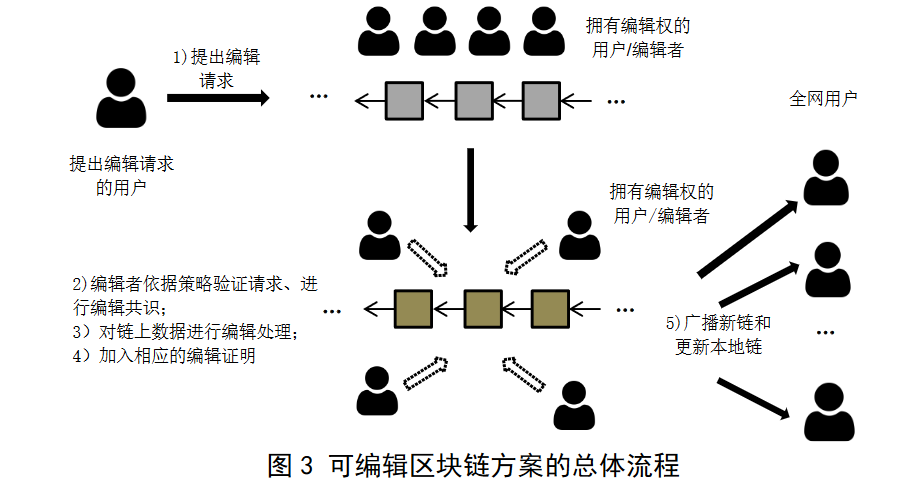 拥有编辑权的
用户/编辑者
1)提出编辑
请求
…
…
全网用户
提出编辑请求
的用户
拥有编辑权的
用户/编辑者
2)编辑者依据策略验证请求、进
行编辑共识;
3）对链上数据进行编辑处理;
4）加入相应的编辑证明
…
…
5)广播新链和
更新本地链
…
图 3 可编辑区块链方案的总体流程